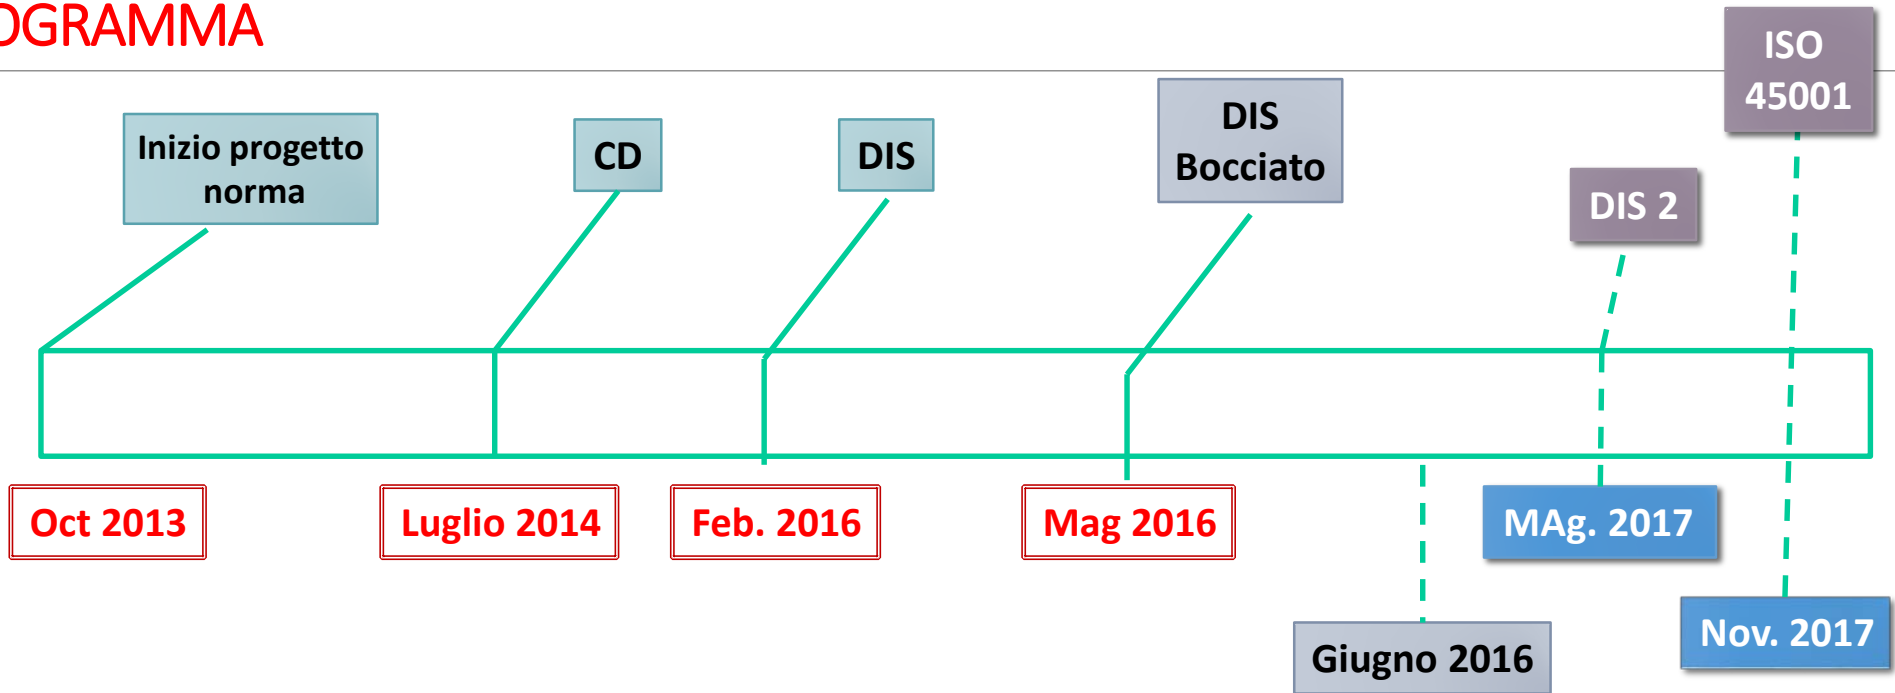 OGRAMMA
ISO
45001
Inizio progetto
norma
CD
DIS
DIS
Bocciato
DIS 2
Oct 2013
Luglio 2014
Feb. 2016
Mag 2016
MAg. 2017
Giugno 2016
Nov. 2017